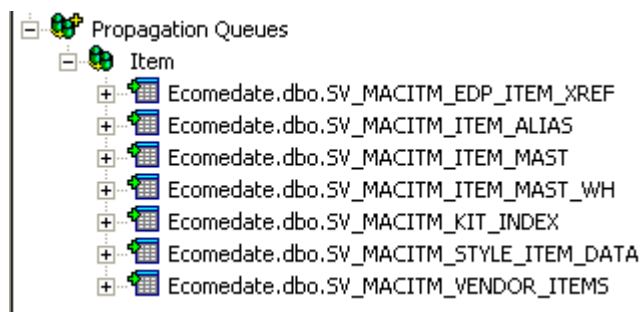 Propagation Queues
Item
Ecomedate.dbo.SV_MACITM_EDP_ITEM_XREF
Ecomedate.dbo.SV_MACITM_ITEM_ALIAS
Ecomedate.dbo.SV_MACITM_ITEM_MAST
Ecomedate.dbo.SV_MACITM_ITEM_MAST_WH
Ecomedate.dbo.SV_MACITM_KIT_INDEX
Ecomedate.dbo.SV_MACITM_STYLE_ITEM_DATA
Ecomedate.dbo.SV_MACITM_VENDOR_ITEMS